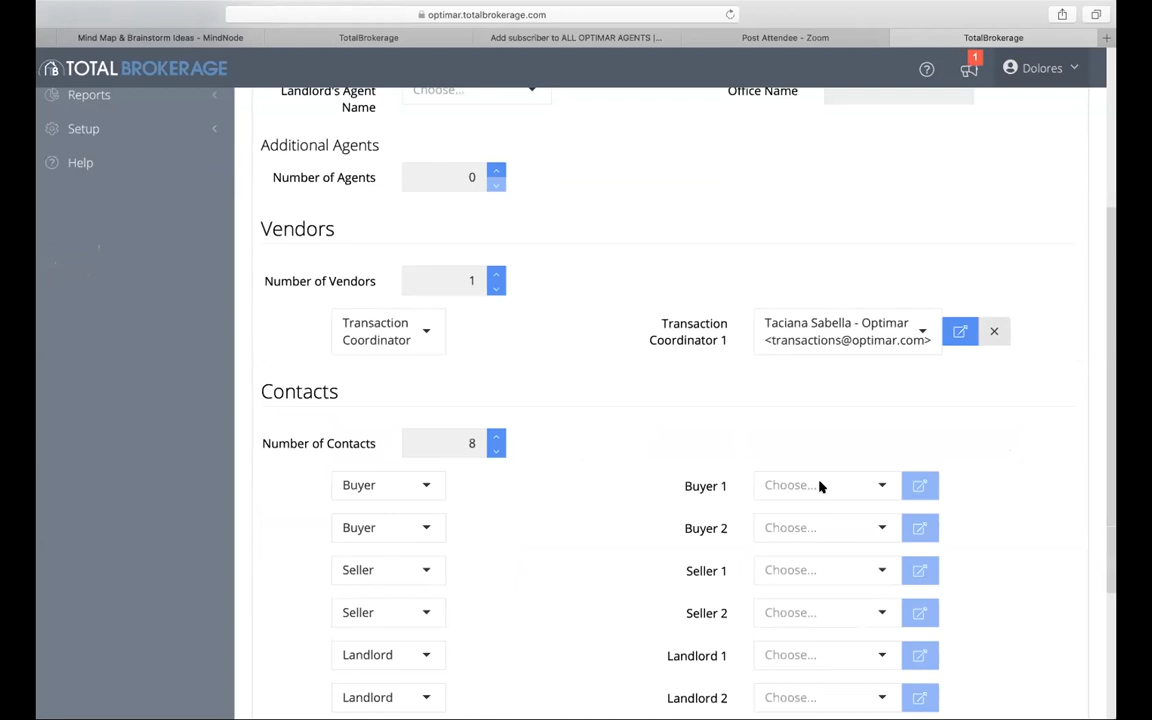 optimar.totalbrokerage.com
Mind Map & Brainstorm Ideas - MindNode
TotalBrokerage
Add subscriber to ALL OPTIMAR AGENTS |...
Post Attendee - Zoom
TotalBrokerage
+
TOTAL BROKERAGE
1
Dolores
Reports
Setup
Help
Landlord's Agent
Name
Choose...
Office Name
Additional Agents
Number of Agents
0
Vendors
Number of Vendors
1
Transaction
Coordinator
Transaction
Coordinator 1
Taciana Sabella - Optimar
<transactions@optimar.com>
Contacts
Number of Contacts
8
Buyer
Buyer 1
Choose...
Buyer
Buyer 2
Choose...
Seller
Seller 1
Choose...
Seller
Seller 2
Choose...
Landlord
Landlord 1
Choose...
Landlord
Landlord 2
Choose...